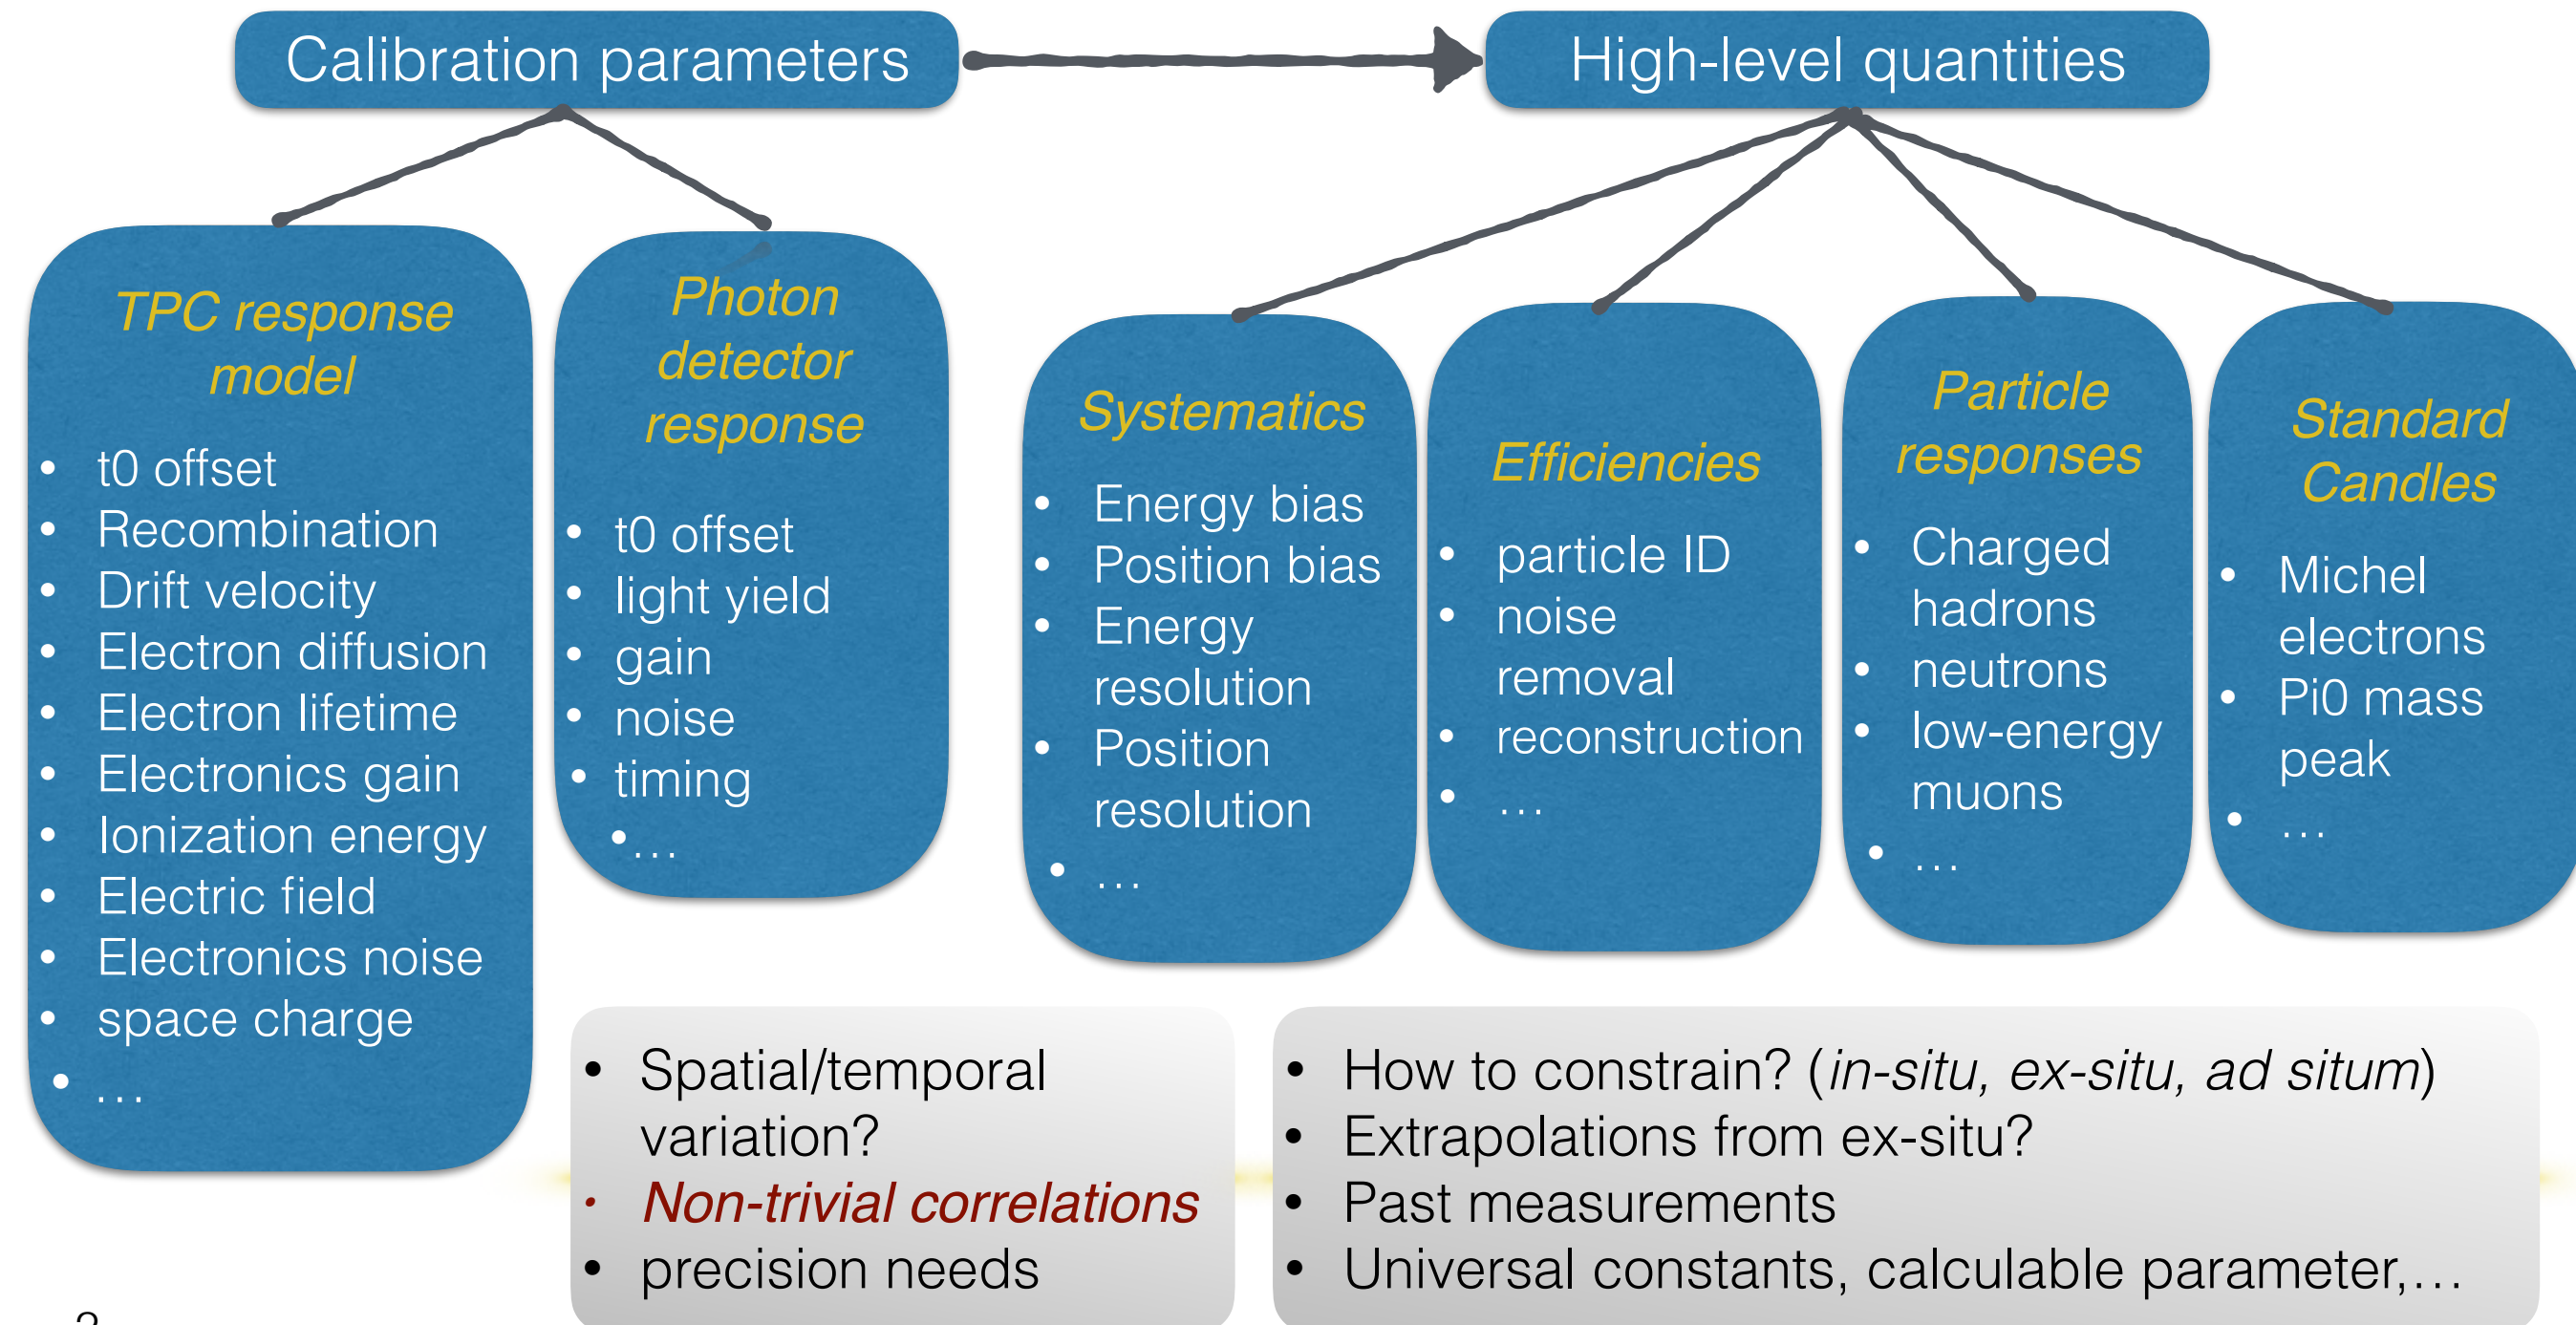 Calibration parameters
High-level quantities
TPC response
model
• t0 offset
• Recombination
• Drift velocity
• Electron diffusion
• Electron lifetime
• Electronics gain
• Ionization energy
• Electric field
• Electronics noise
• space charge
• …
Photon
detector
response
• t0 offset
• light yield
• gain
• noise
• timing
• …
Systematics
• Energy bias
• Position bias
• Energy
resolution
• Position
resolution
• …
Efficiencies
• particle ID
• noise
removal
• reconstruction
• …
Particle
responses
• Charged
hadrons
• neutrons
• low-energy
muons
• …
Standard
Candles
• Michel
electrons
• Pi0 mass
peak
• …
• Spatial/temporal
variation?
• Non-trivial correlations
• precision needs
• How to constrain? (in-situ, ex-situ, ad situm)
• Extrapolations from ex-situ?
• Past measurements
• Universal constants, calculable parameter,…